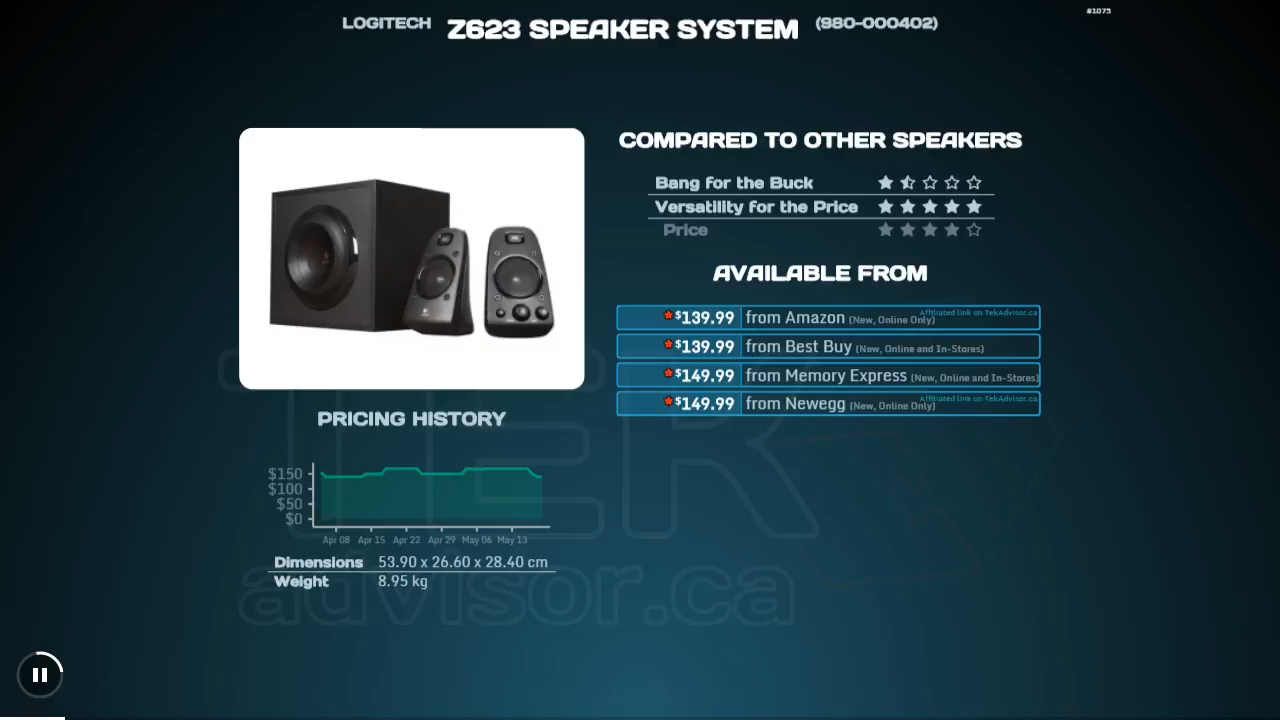 #1075
LOGITECH Z623 SPEAKER SYSTEM (980-000402)
COMPARED TO OTHER SPEAKERS
Bang for the Buck
Versatility for the Price
Price
AVAILABLE FROM
$139.99 from Amazon (New, Online Only) Affiliated link on TekAdvisor.ca
$139.99 from Best Buy (New, Online and In-Stores)
$149.99 from Memory Express (New, Online and In-Stores)
$149.99 from Newegg (New, Online Only) Affiliated link on TekAdvisor.ca
PRICING HISTORY
$150
$100
$50
$0
Apr 08 Apr 15 Apr 22 Apr 29 May 06 May 13
Dimensions 53.90 x 26.60 x 28.40 cm
Weight 8.95 kg
TER
advisor.ca